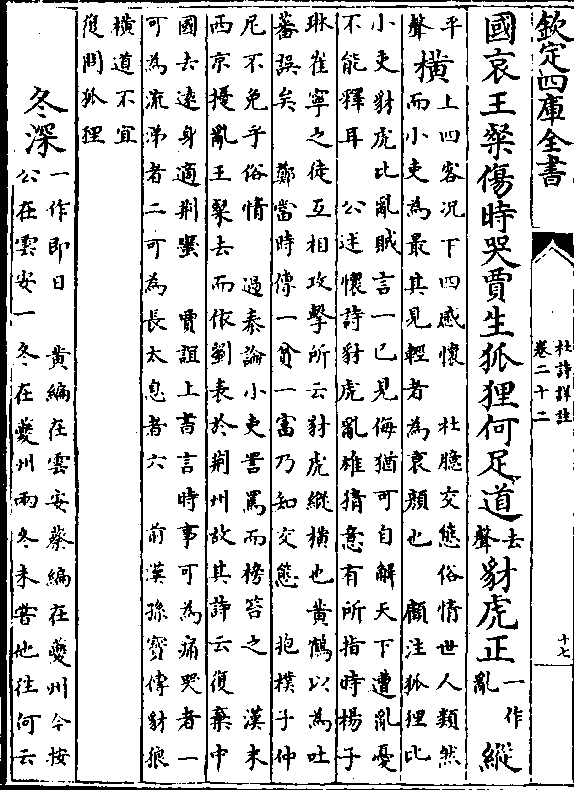 欽定四庫全書
杜詩詳註
卷二十二
十七
國哀王粲傷時哭賈生狐狸何足道去聲豺虎正一作亂縱
平聲橫上四客况下四感懷 杜臆交態俗情世人類然
而小吏為最其見輕者為衰顏也 顧注狐狸比
小吏豺虎比亂賊言一已見侮猶可自解天下遭亂憂
不能釋耳 公述懷詩豺虎亂雄猜意有所指時楊子
琳崔寧之徒互相攻擊所云豺虎縱橫也黃鶴以為吐
蕃誤矣 鄭當時傳一貧一富乃知交態 抱樸子仲
尼不免乎俗情 過秦論小吏詈罵而榜笞之 漢末
西京擾亂王粲去而依劉表於荆州故其詩云復棄中
國去遠身適荆蠻 賈誼上書言時事可為痛哭者一
可為流涕者二可為長太息者六 前漢孫寶傳豺狼
橫道不宜
復問狐狸
冬深一作即日 黃編在雲安蔡編在夔州今按
公在雲安一冬在夔州兩冬未嘗他往何云